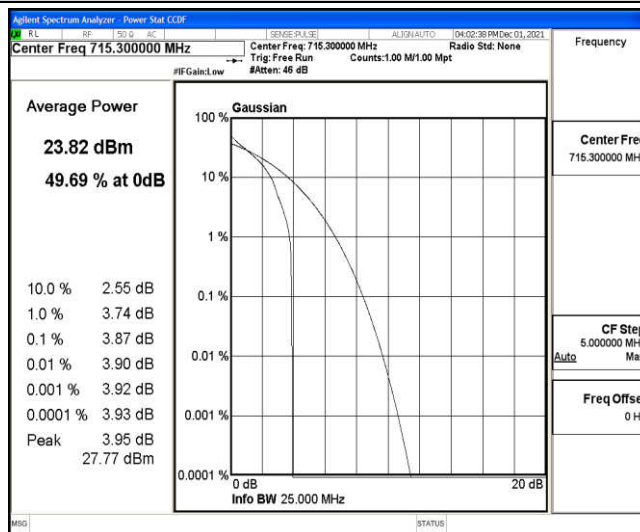 Agilent Spectrum Analyzer - Power Stat CCDF
RL RF 50 Ω AC SENSE:PULSE ALIGNAUTO 04:02:38 PM Dec 01, 2021
Center Freq 715.300000 MHz
Center Freq: 715.300000 MHz Radio Std: None
Trig: Free Run Counts:1.00 M/1.00 Mpt
#IFGain:Low #Atten: 46 dB
Frequency
Average Power
23.82 dBm
49.69 % at 0dB
10.0 % 2.55 dB
1.0 % 3.74 dB
0.1 % 3.87 dB
0.01 % 3.90 dB
0.001 % 3.92 dB
0.0001 % 3.93 dB
Peak 3.95 dB
27.77 dBm
Gaussian
100 %
10 %
1 %
0.1 %
0.01 %
0.001 %
0.0001 %
0 dB 20 dB
Info BW 25.000 MHz
Center Fre
715.300000 MH
CF Step
5.000000 MH
Auto Ma
Freq Offse
0 H
MSG STATUS